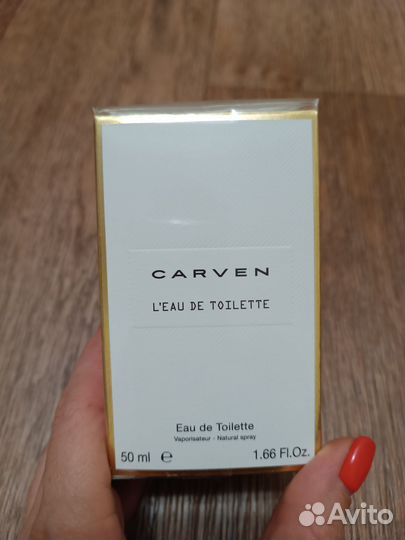 CARVEN
L'EAU DE TOILETTE
Eau de Toilette
Vaporisateur - Natural spray
50 ml ℮ 1.66 Fl.Oz.
Avito